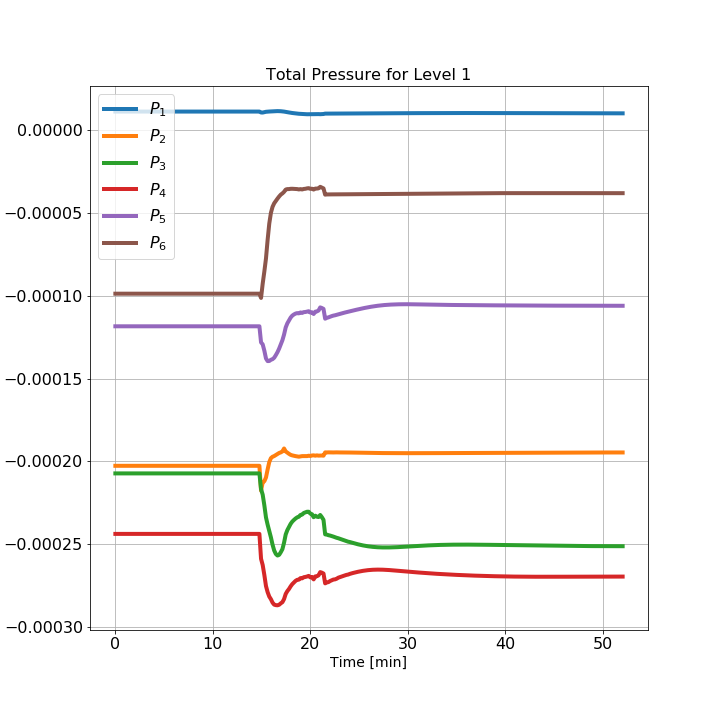 Total Pressure for Level 1
P1
P2
P3
P4
P5
P6
0.00000
−0.00005
−0.00010
−0.00015
−0.00020
−0.00025
−0.00030
0 10 20 30 40 50
Time [min]